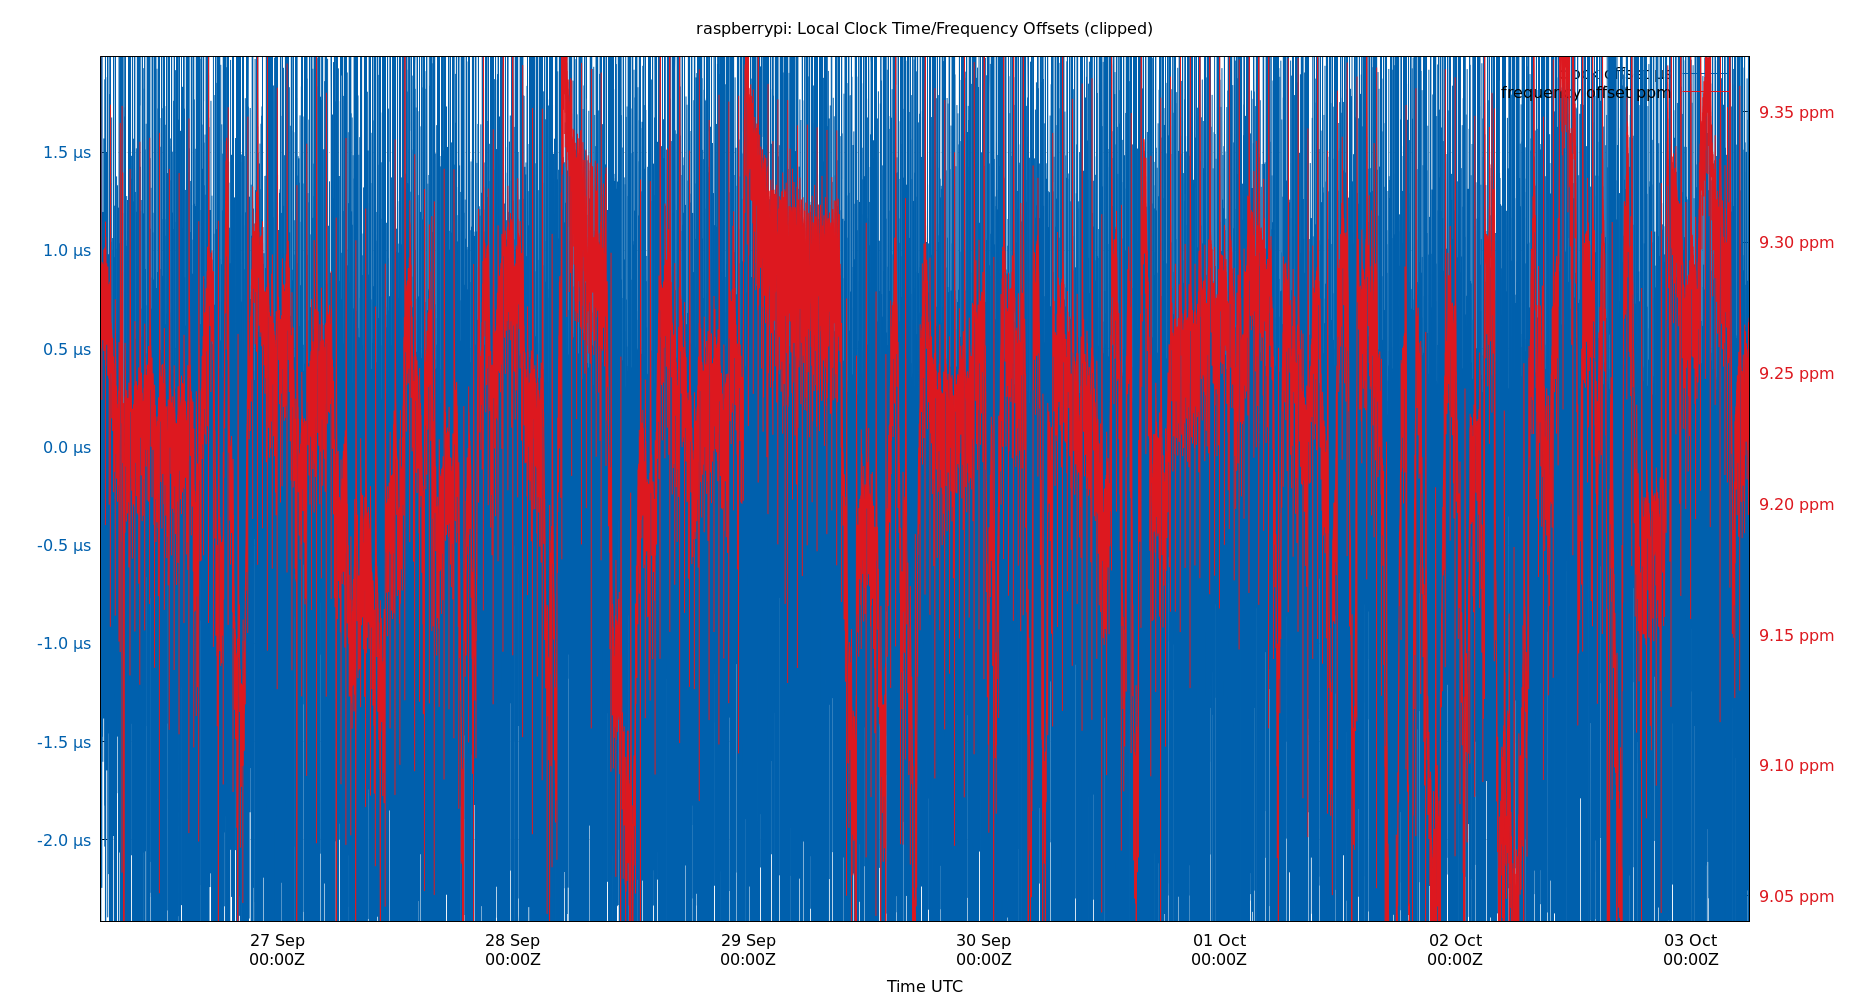 raspberrypi: Local Clock Time/Frequency Offsets (clipped)
clock offset µs
frequency offset ppm
1.5 µs
1.0 µs
0.5 µs
0.0 µs
-0.5 µs
-1.0 µs
-1.5 µs
-2.0 µs
9.35 ppm
9.30 ppm
9.25 ppm
9.20 ppm
9.15 ppm
9.10 ppm
9.05 ppm
27 Sep 28 Sep 29 Sep 30 Sep 01 Oct 02 Oct 03 Oct
00:00Z 00:00Z 00:00Z 00:00Z 00:00Z 00:00Z 00:00Z
Time UTC